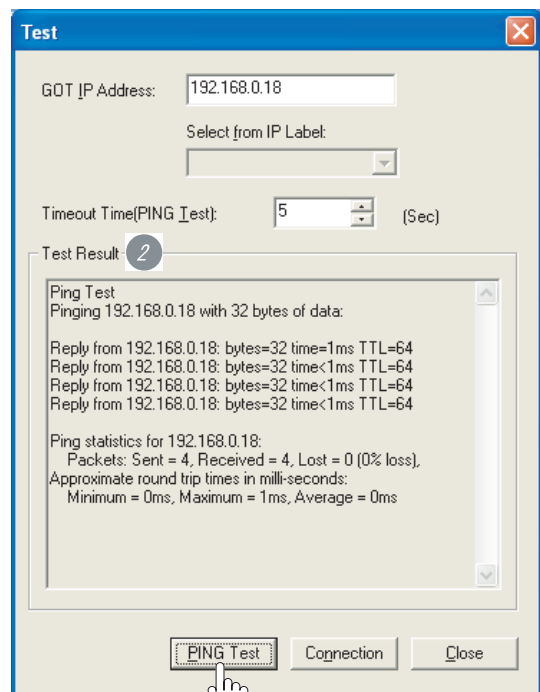 Test
GOT IP Address: 192.168.0.18
Select from IP Label:
Timeout Time(PING Test): 5 (Sec)
Test Result 2
Ping Test
Pinging 192.168.0.18 with 32 bytes of data:
Reply from 192.168.0.18: bytes=32 time=1ms TTL=64
Reply from 192.168.0.18: bytes=32 time<1ms TTL=64
Reply from 192.168.0.18: bytes=32 time<1ms TTL=64
Reply from 192.168.0.18: bytes=32 time<1ms TTL=64
Ping statistics for 192.168.0.18:
Packets: Sent = 4, Received = 4, Lost = 0 (0% loss),
Approximate round trip times in milli-seconds:
Minimum = 0ms, Maximum = 1ms, Average = 0ms
PING Test Connection Close